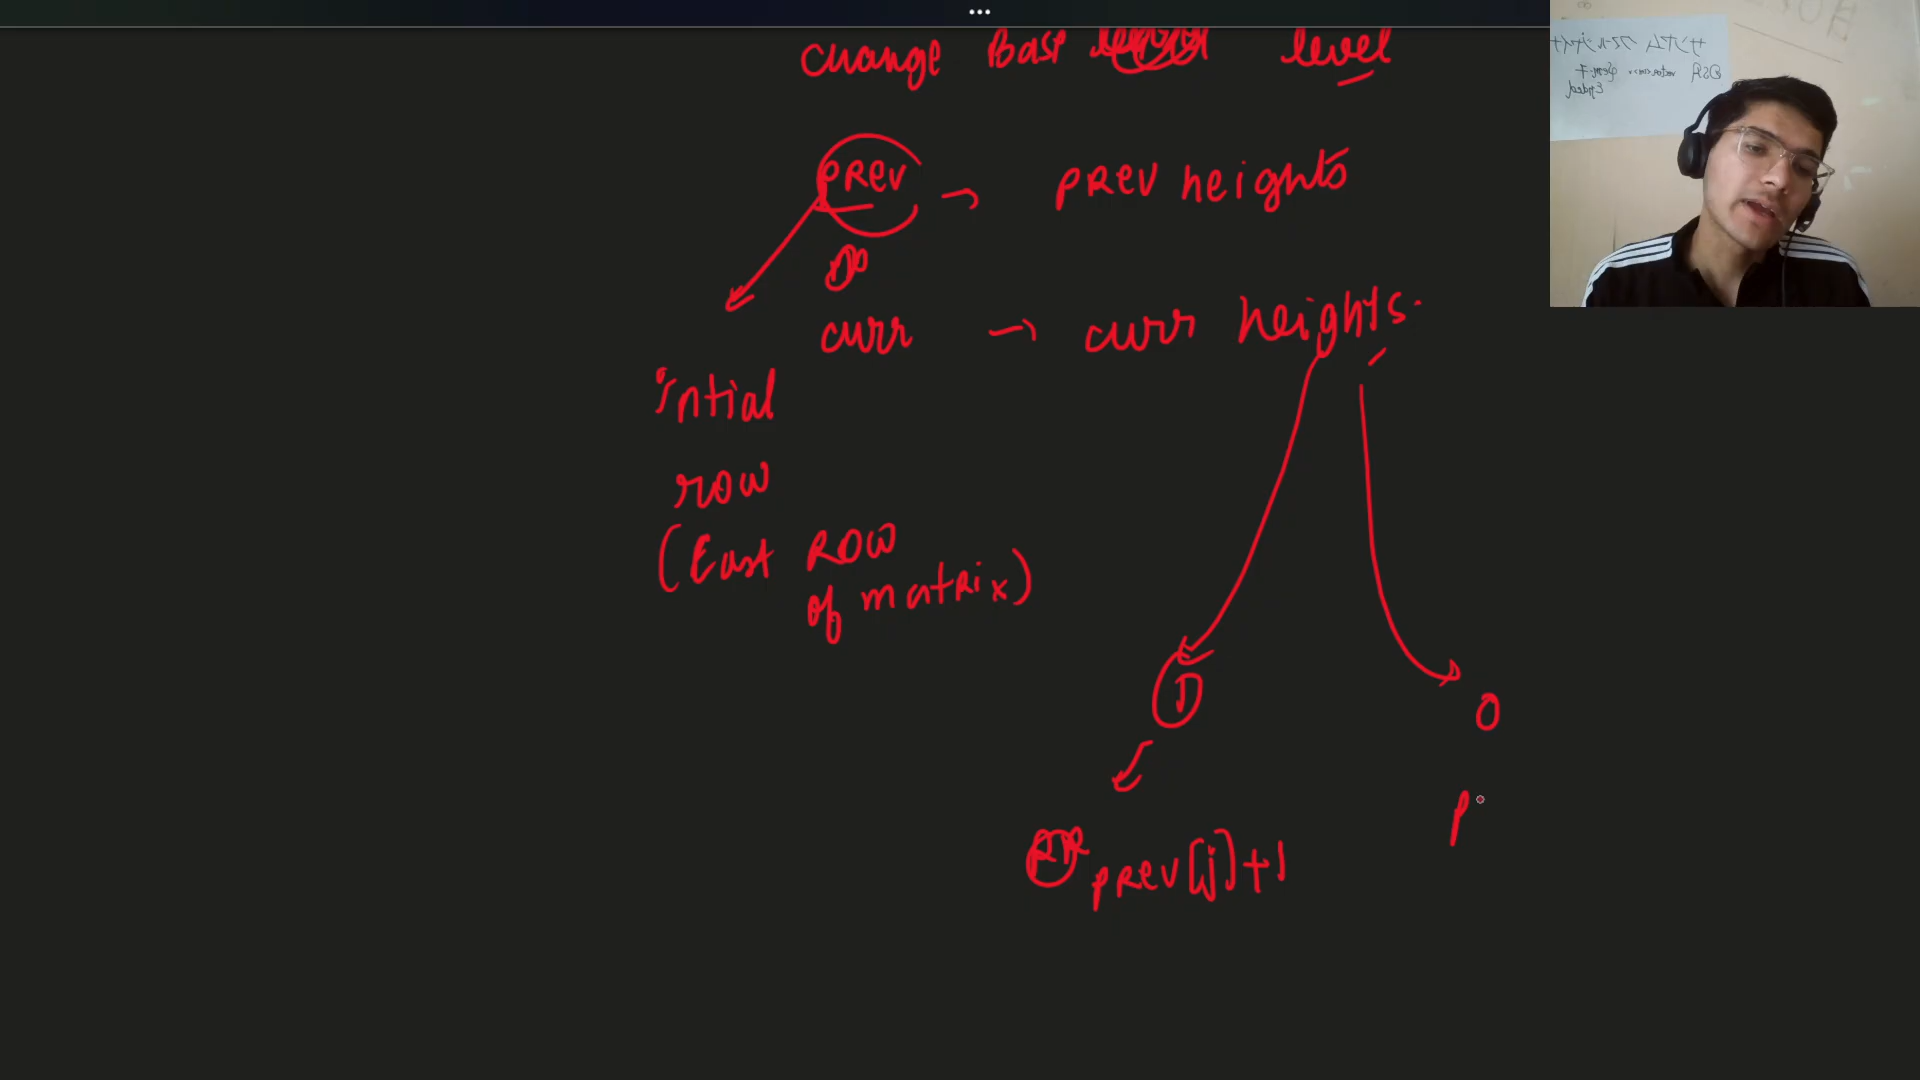 change Base level
prev → prev heights
curr → curr heights.
intial
row
(East ROW
of matrix)
1
0
prev[j]+1
p